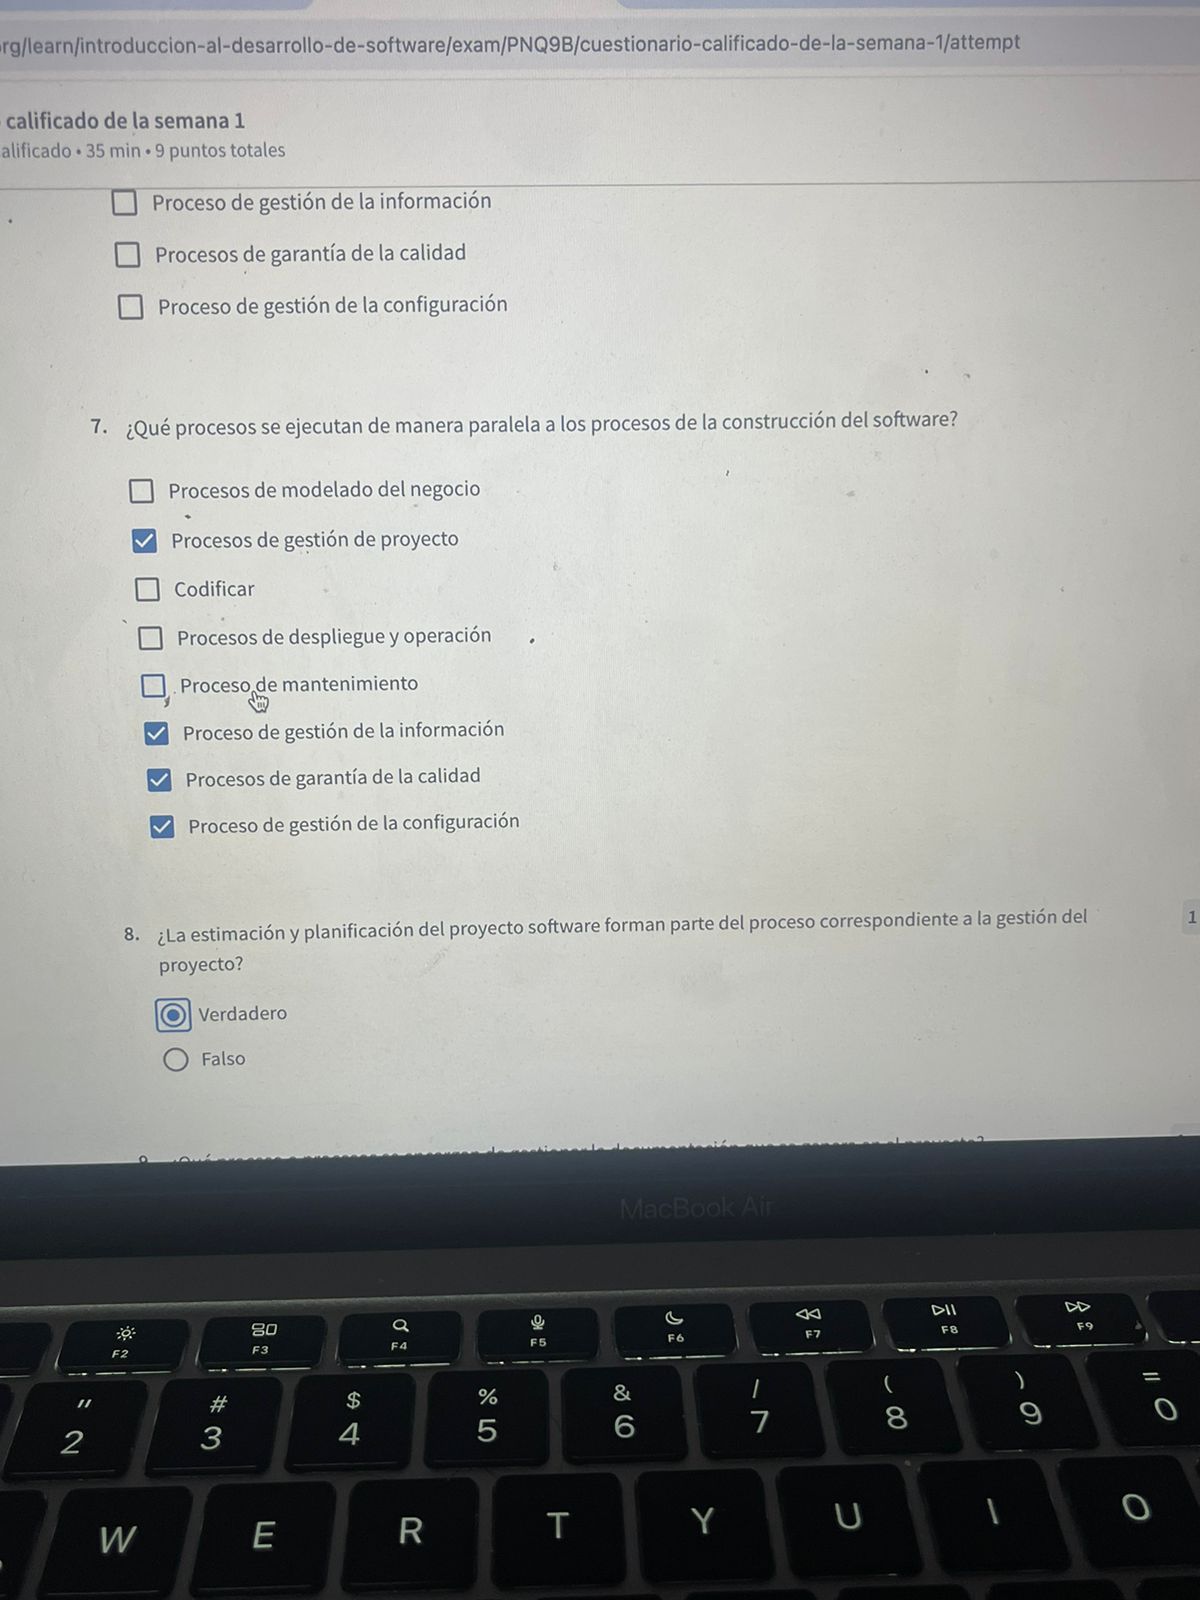 rg/learn/introduccion-al-desarrollo-de-software/exam/PNQ9B/cuestionario-calificado-de-la-semana-1/attempt
calificado de la semana 1
alificado • 35 min • 9 puntos totales
Proceso de gestión de la información
Procesos de garantía de la calidad
Proceso de gestión de la configuración
7. ¿Qué procesos se ejecutan de manera paralela a los procesos de la construcción del software?
Procesos de modelado del negocio
Procesos de gestión de proyecto
Codificar
Procesos de despliegue y operación
Proceso de mantenimiento
Proceso de gestión de la información
Procesos de garantía de la calidad
Proceso de gestión de la configuración
8. ¿La estimación y planificación del proyecto software forman parte del proceso correspondiente a la gestión del
proyecto?
1
Verdadero
Falso
MacBook Air
F2 F3 F4 F5 F6 F7 F8 F9
" # $ % & / ( ) =
2 3 4 5 6 7 8 9 0
W E R T Y U I O